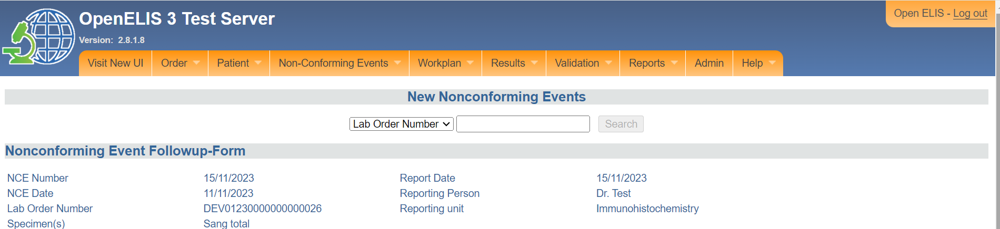 OpenELIS 3 Test Server
Open ELIS - Log out
Version: 2.8.1.8
Visit New UI Order Patient Non-Conforming Events Workplan Results Validation Reports Admin Help
New Nonconforming Events
Lab Order Number Search
Nonconforming Event Followup-Form
NCE Number 15/11/2023 Report Date 15/11/2023
NCE Date 11/11/2023 Reporting Person Dr. Test
Lab Order Number DEV01230000000000026 Reporting unit Immunohistochemistry
Specimen(s) Sang total